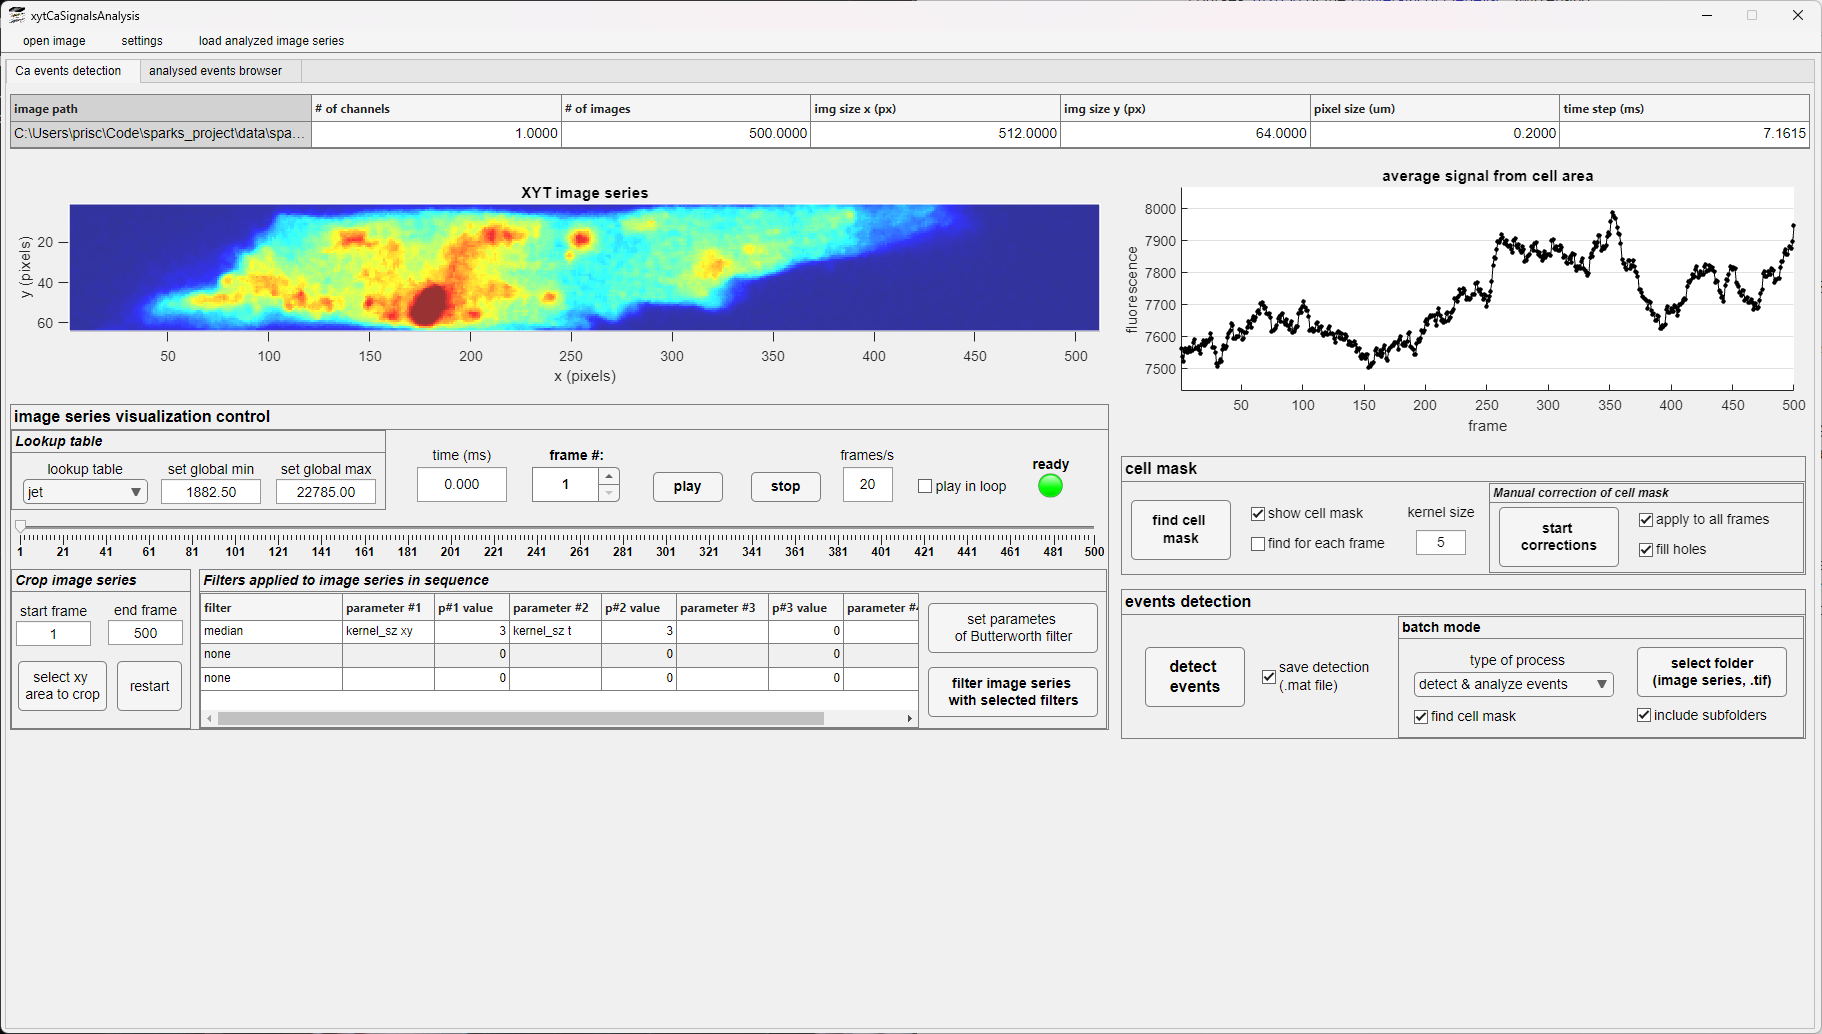 xytCaSignalsAnalysis
open image settings load analyzed image series
Ca events detection analysed events browser
image path # of channels # of images img size x (px) img size y (px) pixel size (um) time step (ms)
C:\Users\prisc\Code\sparks_project\data\spa... 1.0000 500.0000 512.0000 64.0000 0.2000 7.1615
XYT image series
y (pixels)
20
40
60
50 100 150 200 250 300 350 400 450 500
x (pixels)
average signal from cell area
fluorescence
8000
7900
7800
7700
7600
7500
50 100 150 200 250 300 350 400 450 500
frame
image series visualization control
Lookup table
lookup table set global min set global max
jet 1882.50 22785.00
time (ms) frame #: frames/s
0.000 1 play stop 20 play in loop
ready
1 21 41 61 81 101 121 141 161 181 201 221 241 261 281 301 321 341 361 381 401 421 441 461 481 500
Crop image series
start frame end frame
1 500
select xy
area to crop
restart
Filters applied to image series in sequence
filter parameter #1 p#1 value parameter #2 p#2 value parameter #3 p#3 value parameter #
median kernel_sz xy 3 kernel_sz t 3 0
none 0 0 0
none 0 0 0
set parametes
of Butterworth filter
filter image series
with selected filters
cell mask
find cell
mask
show cell mask
find for each frame
kernel size
5
Manual correction of cell mask
start
corrections
apply to all frames
fill holes
events detection
detect
events
save detection
(.mat file)
batch mode
type of process
detect & analyze events
find cell mask
select folder
(image series, .tif)
include subfolders